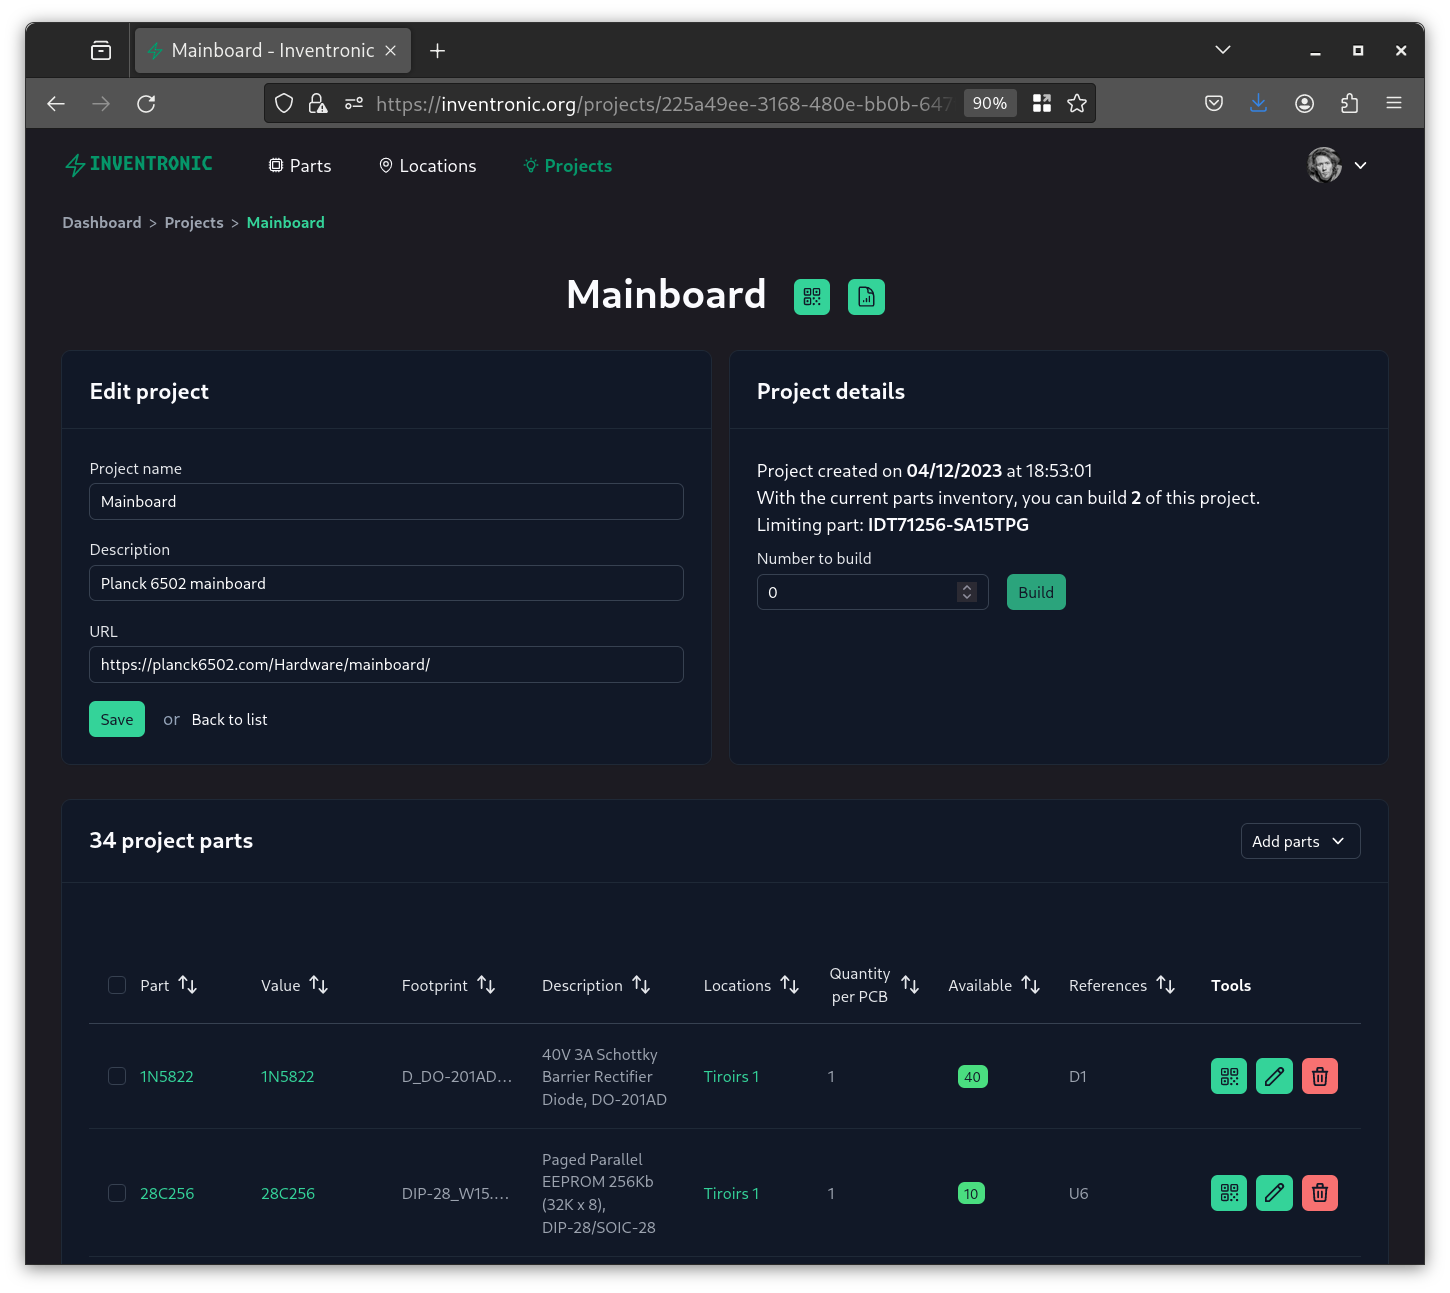 Mainboard - Inventronic
https://inventronic.org/projects/225a49ee-3168-480e-bb0b-647
90%
INVENTRONIC
Parts
Locations
Projects
Dashboard > Projects > Mainboard
Mainboard
Edit project
Project name
Mainboard
Description
Planck 6502 mainboard
URL
https://planck6502.com/Hardware/mainboard/
Save or Back to list
Project details
Project created on 04/12/2023 at 18:53:01
With the current parts inventory, you can build 2 of this project.
Limiting part: IDT71256-SA15TPG
Number to build
0
Build
34 project parts
Add parts
Part
Value
Footprint
Description
Locations
Quantity
per PCB
Available
References
Tools
1N5822
1N5822
D_DO-201AD...
40V 3A Schottky
Barrier Rectifier
Diode, DO-201AD
Tiroirs 1
1
40
D1
28C256
28C256
DIP-28_W15....
Paged Parallel
EEPROM 256Kb
(32K x 8),
DIP-28/SOIC-28
Tiroirs 1
1
10
U6